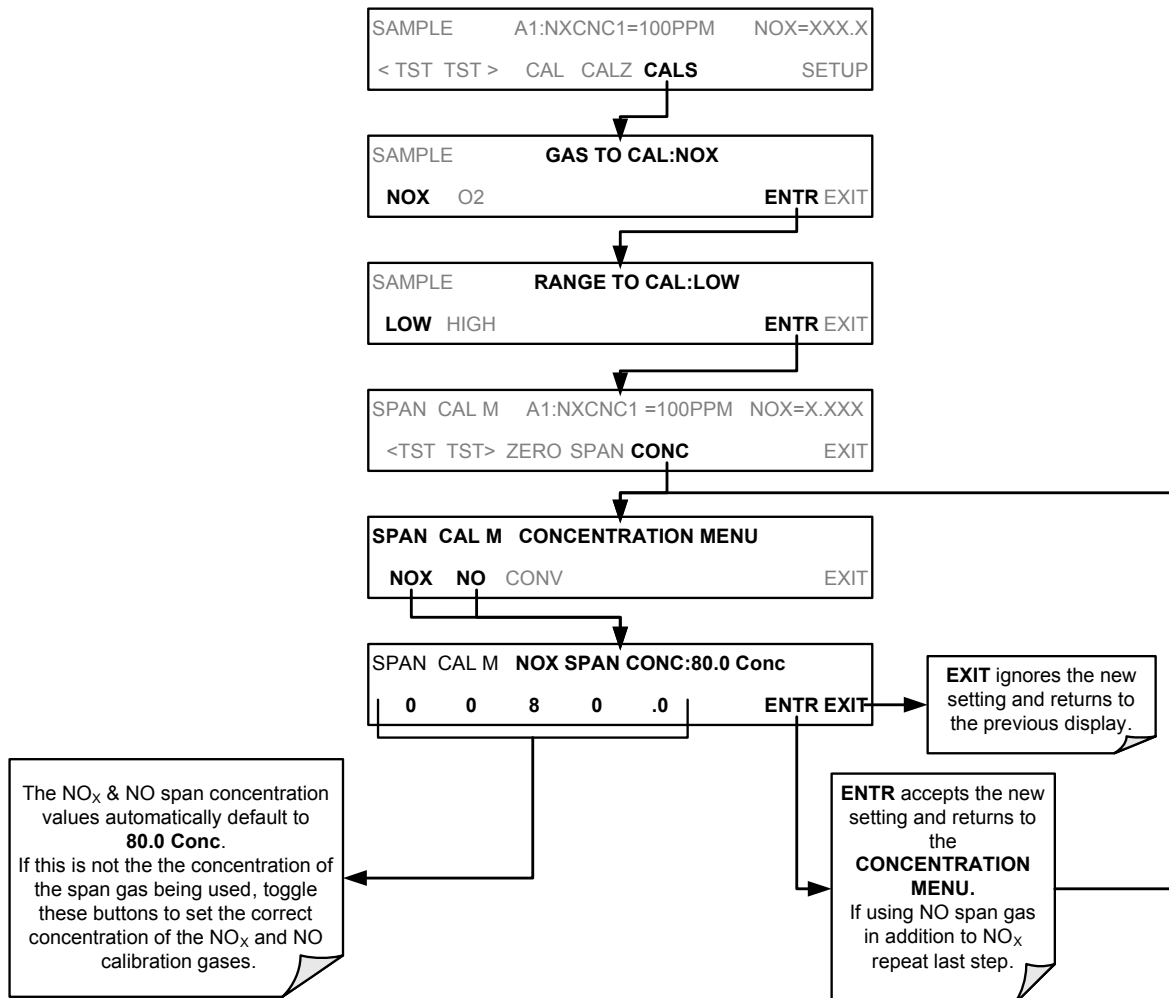 SAMPLE A1:NXCNC1=100PPM NOX=XXX.X
< TST TST > CAL CALZ CALS SETUP
SAMPLE GAS TO CAL:NOX
NOX O2 ENTR EXIT
SAMPLE RANGE TO CAL:LOW
LOW HIGH ENTR EXIT
SPAN CAL M A1:NXCNC1 =100PPM NOX=X.XXX
<TST TST> ZERO SPAN CONC EXIT
SPAN CAL M CONCENTRATION MENU
NOX NO CONV EXIT
SPAN CAL M NOX SPAN CONC:80.0 Conc
0 0 8 0 .0 ENTR EXIT
EXIT ignores the new
setting and returns to
the previous display.
The NOX & NO span concentration
values automatically default to
80.0 Conc.
If this is not the the concentration of
the span gas being used, toggle
these buttons to set the correct
concentration of the NOX and NO
calibration gases.
ENTR accepts the new
setting and returns to
the
CONCENTRATION
MENU.
If using NO span gas
in addition to NOX
repeat last step.